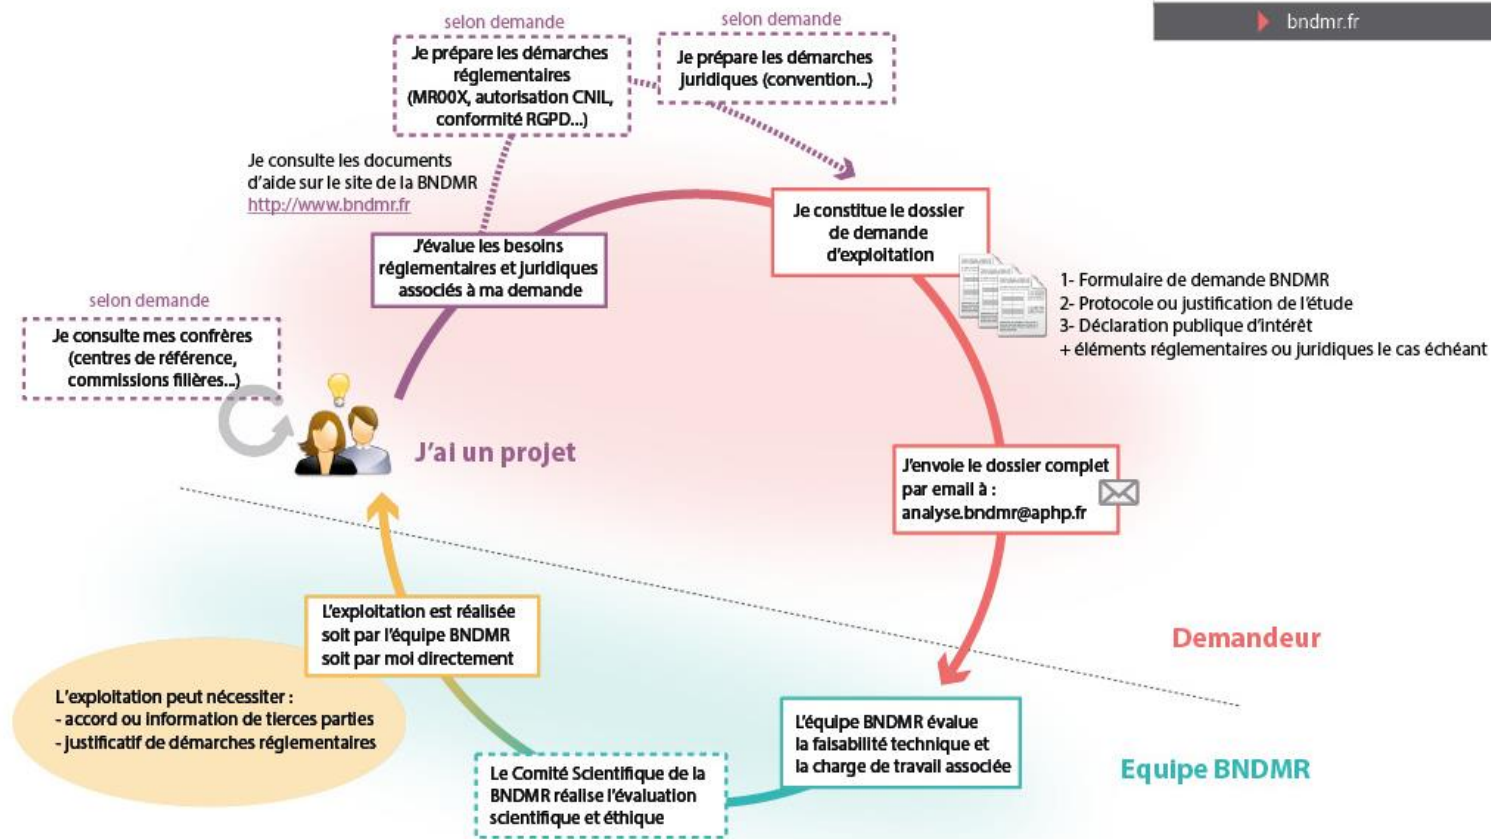 bndmr.fr
selon demande
Je prépare les démarches
réglementaires
(MR00X, autorisation CNIL,
conformité RGPD...)
selon demande
Je prépare les démarches
juridiques (convention...)
Je consulte les documents
d'aide sur le site de la BNDMR
http://www.bndmr.fr
J'évalue les besoins
réglementaires et juridiques
associés à ma demande
Je constitue le dossier
de demande
d'exploitation
1- Formulaire de demande BNDMR
2- Protocole ou justification de l'étude
3- Déclaration publique d'intérêt
+ éléments réglementaires ou juridiques le cas échéant
selon demande
Je consulte mes confrères
(centres de référence,
commissions filières...)
J'ai un projet
J'envoie le dossier complet
par email à :
analyse.bndmr@aphp.fr
Demandeur
L'exploitation est réalisée
soit par l'équipe BNDMR
soit par moi directement
L'exploitation peut nécessiter :
- accord ou information de tierces parties
- justificatif de démarches réglementaires
L'équipe BNDMR évalue
la faisabilité technique et
la charge de travail associée
Equipe BNDMR
Le Comité Scientifique de la
BNDMR réalise l'évaluation
scientifique et éthique